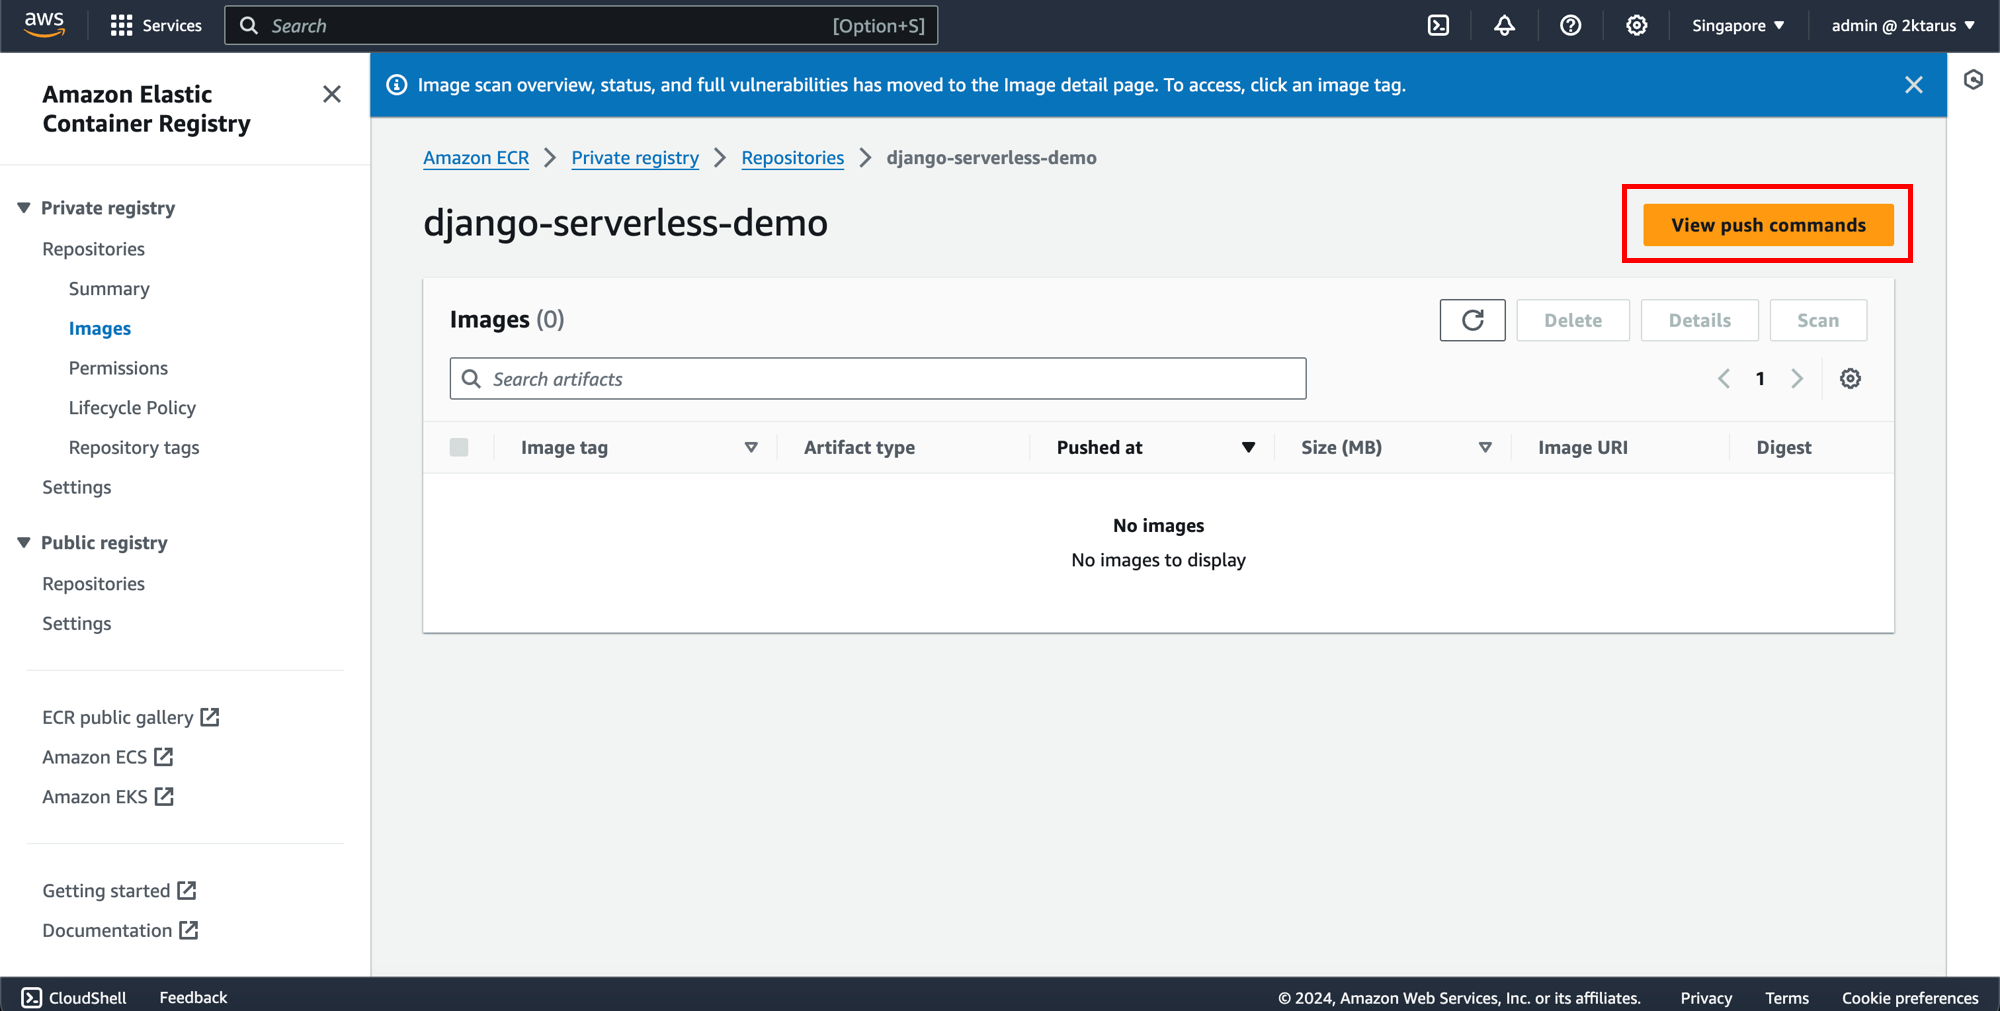 aws
Services
Search
[Option+S]
Singapore
admin @ 2ktarus
Amazon Elastic
Container Registry
Private registry
Repositories
Summary
Images
Permissions
Lifecycle Policy
Repository tags
Settings
Public registry
Repositories
Settings
ECR public gallery
Amazon ECS
Amazon EKS
Getting started
Documentation
Image scan overview, status, and full vulnerabilities has moved to the Image detail page. To access, click an image tag.
Amazon ECR
Private registry
Repositories
django-serverless-demo
django-serverless-demo
View push commands
Images (0)
Delete
Details
Scan
Search artifacts
1
Image tag
Artifact type
Pushed at
Size (MB)
Image URI
Digest
No images
No images to display
CloudShell
Feedback
© 2024, Amazon Web Services, Inc. or its affiliates.
Privacy
Terms
Cookie preferences